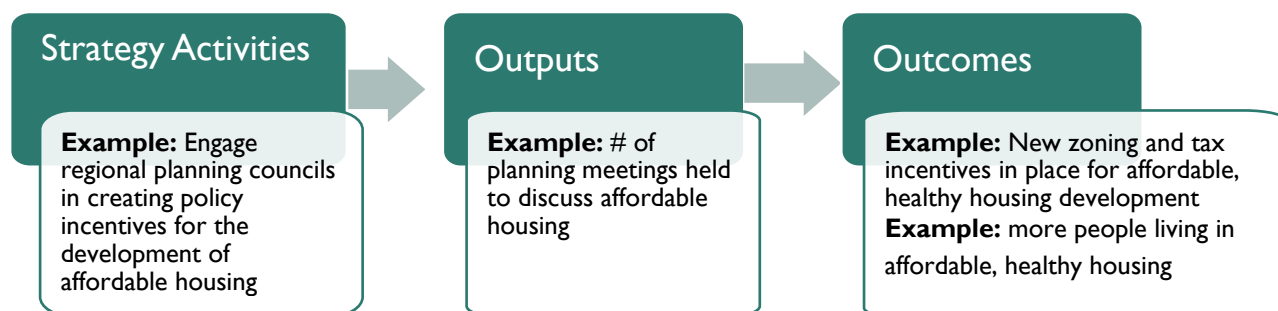 Strategy Activities
Example: Engage
regional planning councils
in creating policy
incentives for the
development of
affordable housing
Outputs
Example: # of
planning meetings held
to discuss affordable
housing
Outcomes
Example: New zoning and tax
incentives in place for affordable,
healthy housing development
Example: more people living in
affordable, healthy housing